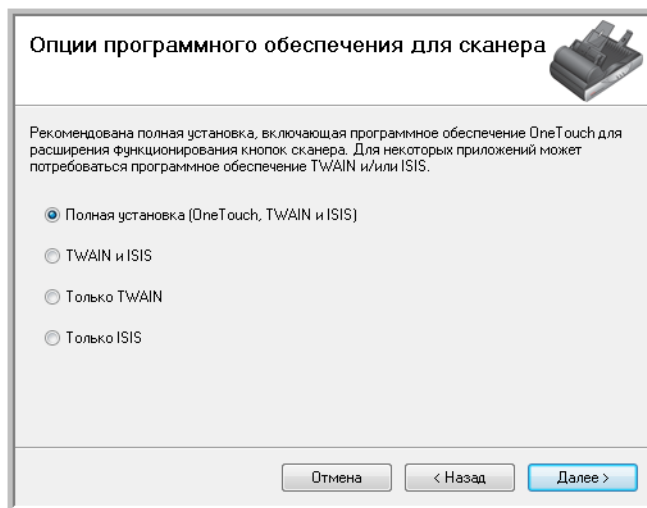 Опции программного обеспечения для сканера
Рекомендована полная установка, включающая программное обеспечение OneTouch для
расширения функционирования кнопок сканера. Для некоторых приложений может
потребоваться программное обеспечение TWAIN и/или ISIS.
Полная установка (OneTouch, TWAIN и ISIS)
TWAIN и ISIS
Только TWAIN
Только ISIS
Отмена
< Назад
Далее >